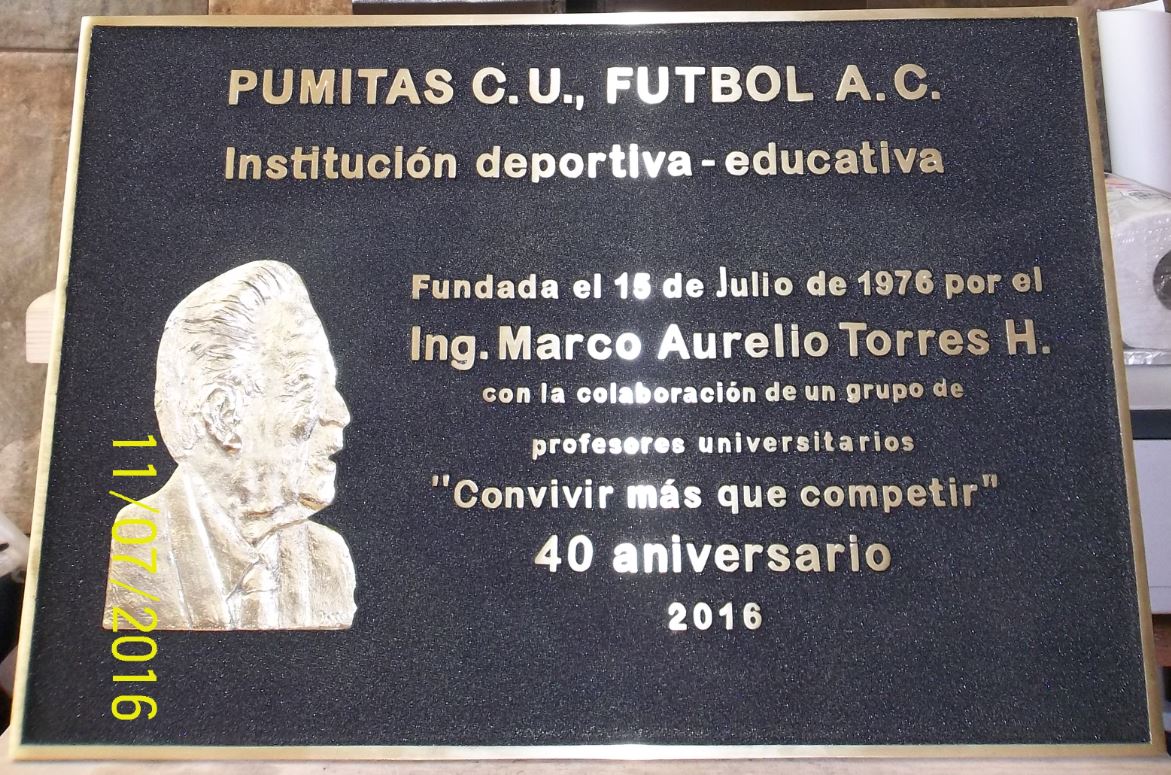 PUMITAS C.U., FUTBOL A.C.
Institución deportiva - educativa
Fundada el 15 de Julio de 1976 por el
Ing. Marco Aurelio Torres H.
con la colaboración de un grupo de
profesores universitarios
"Convivir más que competir"
40 aniversario
2016
11/07/2016